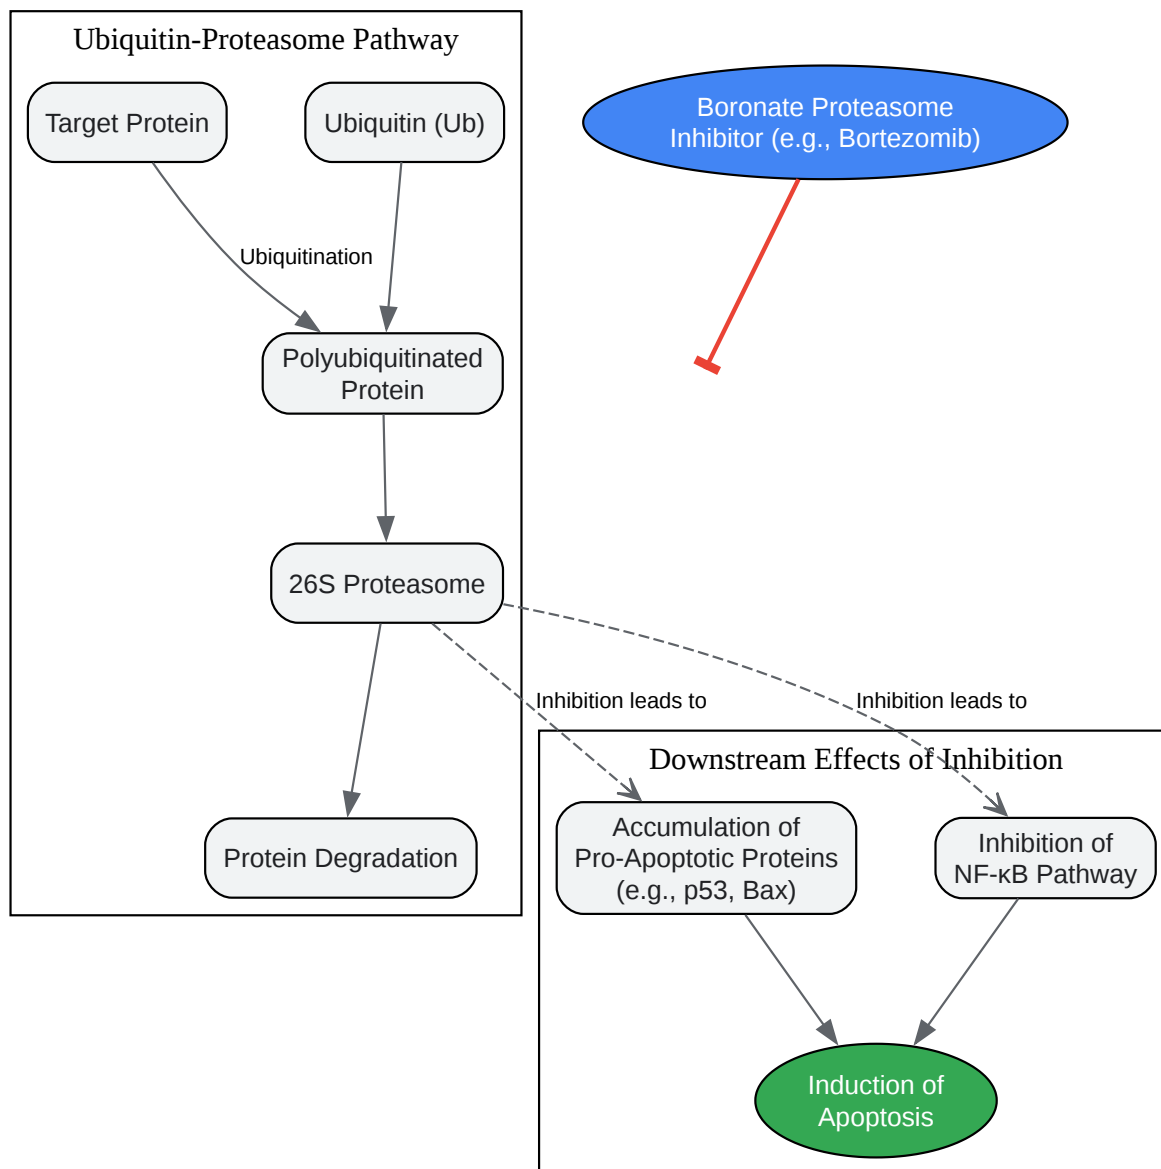 Ubiquitin-Proteasome Pathway
Target Protein
Ubiquitin (Ub)
Boronate Proteasome
Inhibitor (e.g., Bortezomib)
Ubiquitination
Polyubiquitinated
Protein
26S Proteasome
Inhibition leads to
Inhibition leads to
Downstream Effects of Inhibition
Protein Degradation
Accumulation of
Pro-Apoptotic Proteins
(e.g., p53, Bax)
Inhibition of
NF-κB Pathway
Induction of
Apoptosis